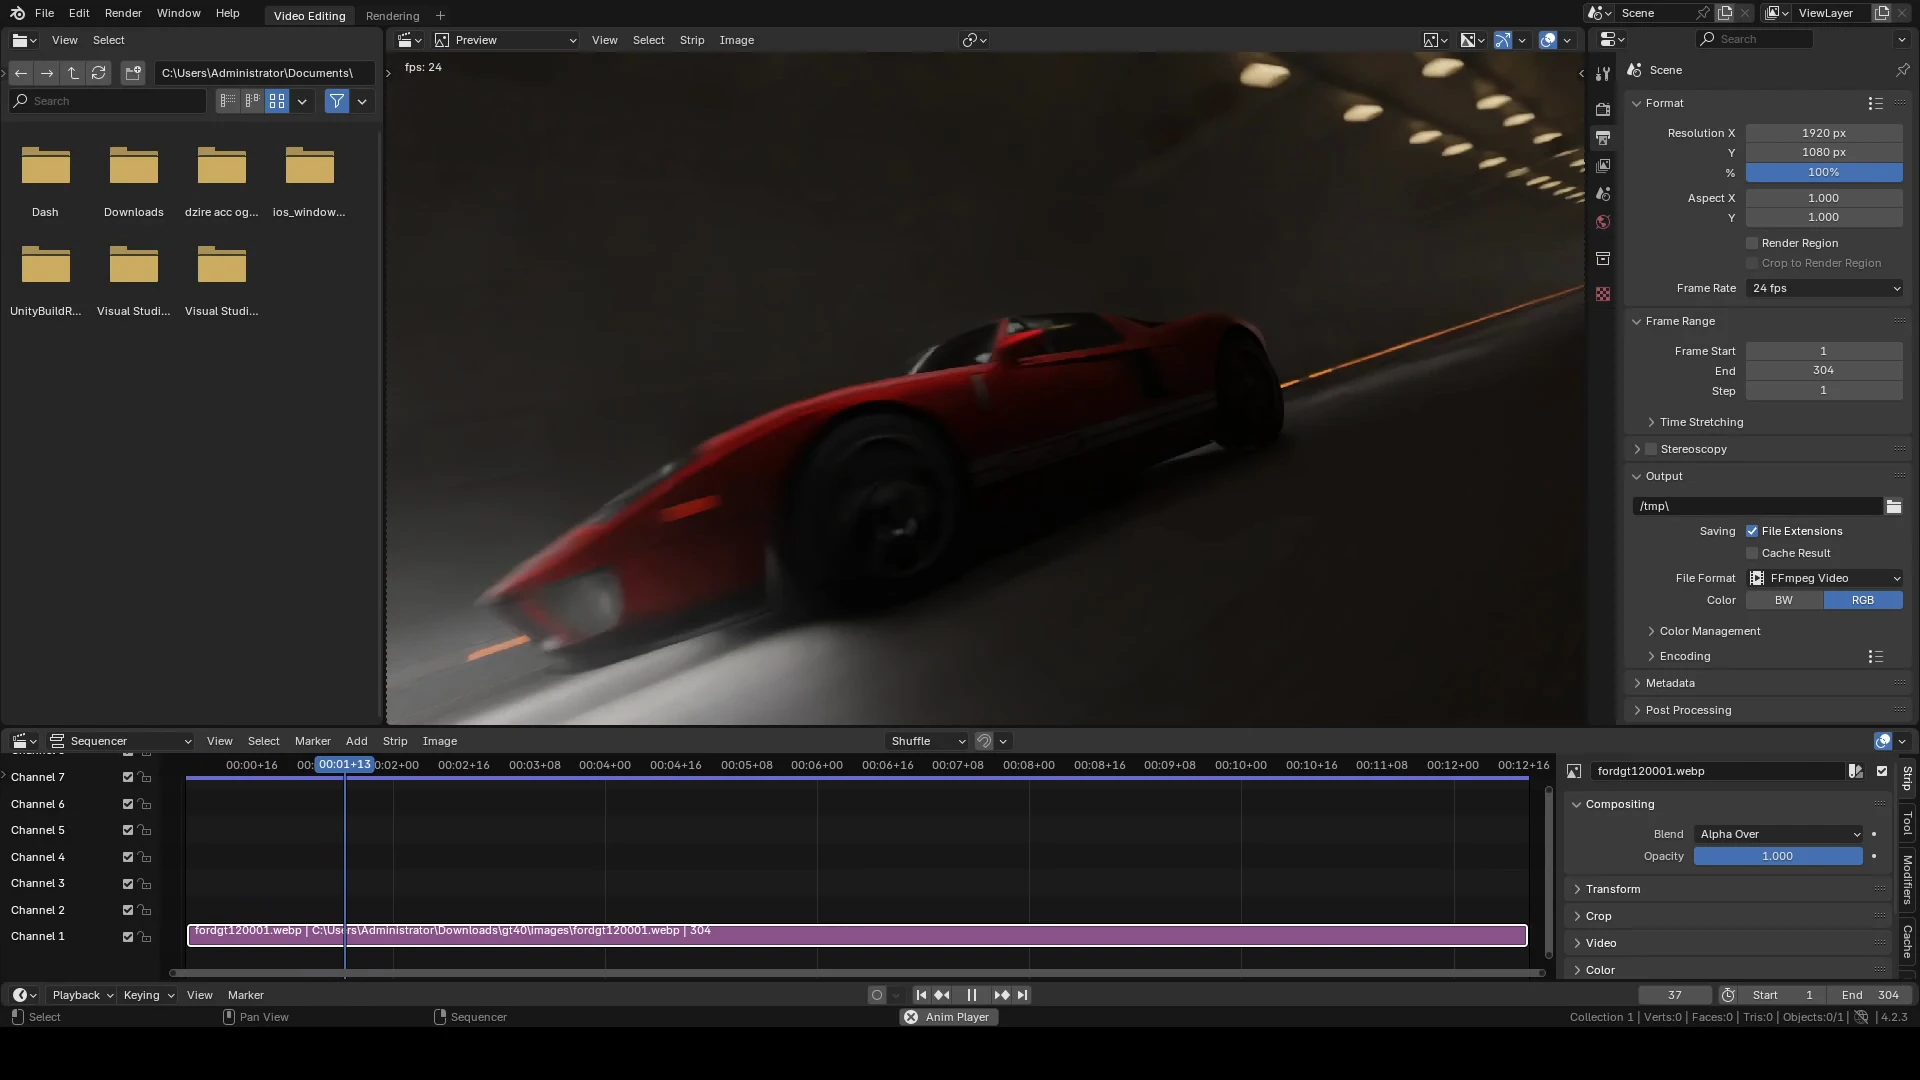 File Edit Render Window Help Video Editing Rendering + Scene ViewLayer
View Select
Preview View Select Strip Image
Search
C:\Users\Administrator\Documents\
Search
Dash Downloads dzire acc og... ios_window...
UnityBuildR... Visual Studi... Visual Studi...
fps: 24
Scene
Format
Resolution X 1920 px
Y 1080 px
% 100%
Aspect X 1.000
Y 1.000
Render Region
Crop to Render Region
Frame Rate 24 fps
Frame Range
Frame Start 1
End 304
Step 1
Time Stretching
Stereoscopy
Output
/tmp\
Saving File Extensions
Cache Result
File Format FFmpeg Video
Color BW RGB
Color Management
Encoding
Metadata
Post Processing
Sequencer View Select Marker Add Strip Image Shuffle
00:00+16 00: 00:01+13 0:02+00 00:02+16 00:03+08 00:04+00 00:04+16 00:05+08 00:06+00 00:06+16 00:07+08 00:08+00 00:08+16 00:09+08 00:10+00 00:10+16 00:11+08 00:12+00 00:12+16
Channel 7
Channel 6
Channel 5
Channel 4
Channel 3
Channel 2
Channel 1
fordgt120001.webp | C:\Users\Administrator\Downloads\gt40\images\fordgt120001.webp | 304
fordgt120001.webp
Compositing
Blend Alpha Over
Opacity 1.000
Transform
Crop
Video
Color
Strip
Tool
Modifiers
Cache
Playback Keying View Marker 37 Start 1 End 304
Select Pan View Sequencer Anim Player Collection 1 | Verts:0 | Faces:0 | Tris:0 | Objects:0/1 | 4.2.3